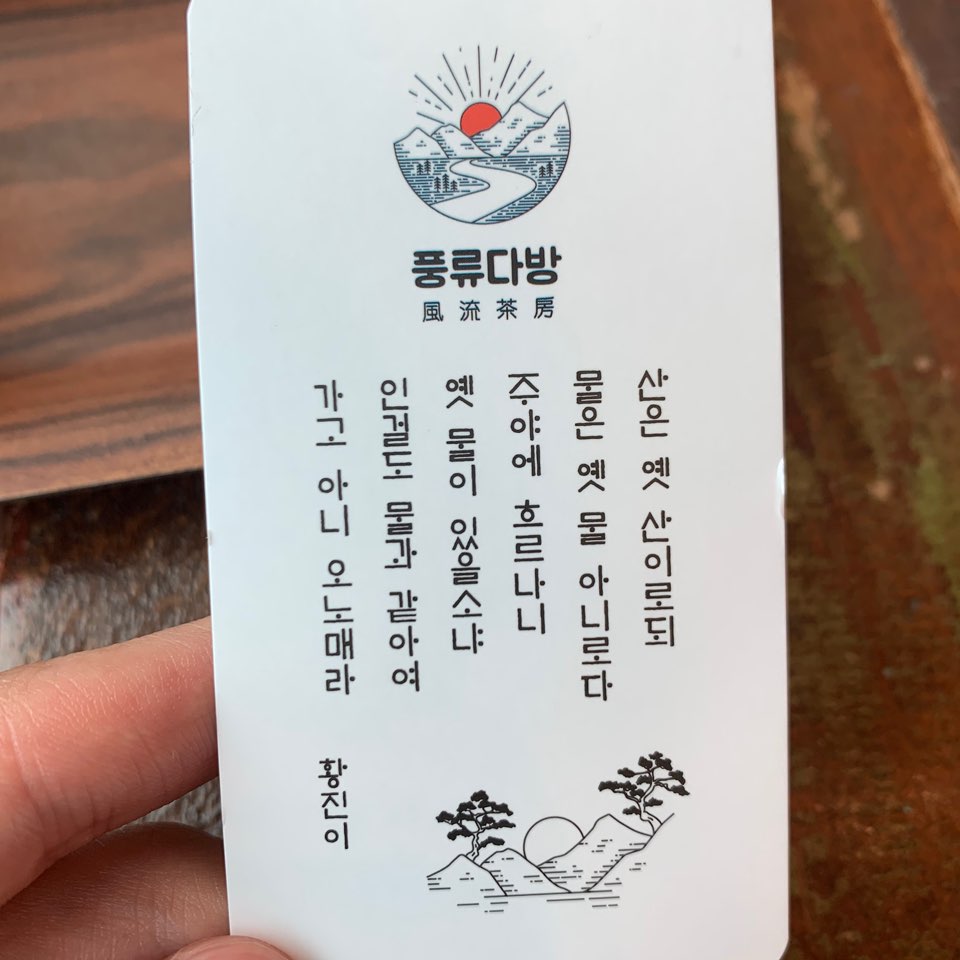 풍류다방
風流茶房
산은 옛 산이로되
물은 옛 물 아니로다
주야에 흐르나니
옛 물이 있을소냐
인걸도 물과 같아여
가고 아니 오노매라
황진이